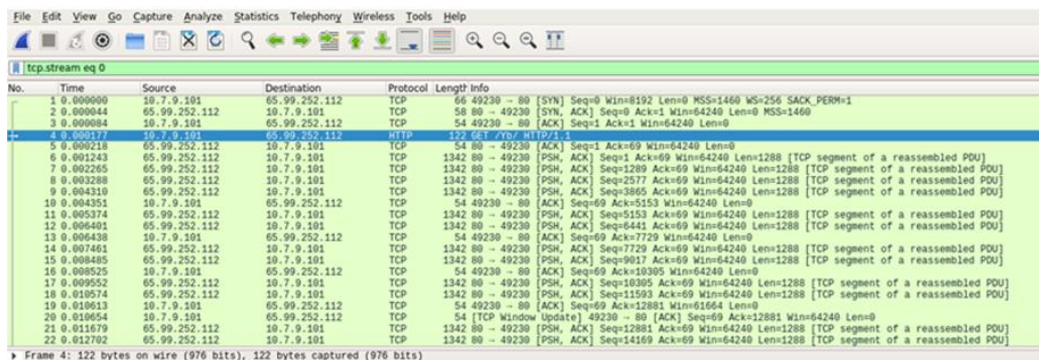 File Edit View Go Capture Analyze Statistics Telephony Wireless Tools Help
tcp.stream eq 0
No. Time Source Destination Protocol Length Info
1 0.000000 10.7.9.101 65.99.252.112 TCP 66 49230 → 80 [SYN] Seq=0 Win=8192 Len=0 MSS=1460 WS=256 SACK_PERM=1
2 0.000044 65.99.252.112 10.7.9.101 TCP 58 80 → 49230 [SYN, ACK] Seq=0 Ack=1 Win=64240 Len=0 MSS=1460
3 0.000084 10.7.9.101 65.99.252.112 TCP 54 49230 → 80 [ACK] Seq=1 Ack=1 Win=64240 Len=0
4 0.000177 10.7.9.101 65.99.252.112 HTTP 122 GET /Yb/ HTTP/1.1
5 0.000218 65.99.252.112 10.7.9.101 TCP 54 80 → 49230 [ACK] Seq=1 Ack=69 Win=64240 Len=0
6 0.001243 65.99.252.112 10.7.9.101 TCP 1342 80 → 49230 [PSH, ACK] Seq=1 Ack=69 Win=64240 Len=1288 [TCP segment of a reassembled PDU]
7 0.002265 65.99.252.112 10.7.9.101 TCP 1342 80 → 49230 [PSH, ACK] Seq=1289 Ack=69 Win=64240 Len=1288 [TCP segment of a reassembled PDU]
8 0.003288 65.99.252.112 10.7.9.101 TCP 1342 80 → 49230 [PSH, ACK] Seq=2577 Ack=69 Win=64240 Len=1288 [TCP segment of a reassembled PDU]
9 0.004310 65.99.252.112 10.7.9.101 TCP 1342 80 → 49230 [PSH, ACK] Seq=3865 Ack=69 Win=64240 Len=1288 [TCP segment of a reassembled PDU]
10 0.004351 10.7.9.101 65.99.252.112 TCP 54 49230 → 80 [ACK] Seq=69 Ack=5153 Win=64240 Len=0
11 0.005374 65.99.252.112 10.7.9.101 TCP 1342 80 → 49230 [PSH, ACK] Seq=5153 Ack=69 Win=64240 Len=1288 [TCP segment of a reassembled PDU]
12 0.006401 65.99.252.112 10.7.9.101 TCP 1342 80 → 49230 [PSH, ACK] Seq=6441 Ack=69 Win=64240 Len=1288 [TCP segment of a reassembled PDU]
13 0.006438 10.7.9.101 65.99.252.112 TCP 54 49230 → 80 [ACK] Seq=69 Ack=7729 Win=64240 Len=0
14 0.007461 65.99.252.112 10.7.9.101 TCP 1342 80 → 49230 [PSH, ACK] Seq=7729 Ack=69 Win=64240 Len=1288 [TCP segment of a reassembled PDU]
15 0.008485 65.99.252.112 10.7.9.101 TCP 1342 80 → 49230 [PSH, ACK] Seq=9017 Ack=69 Win=64240 Len=1288 [TCP segment of a reassembled PDU]
16 0.008525 10.7.9.101 65.99.252.112 TCP 54 49230 → 80 [ACK] Seq=69 Ack=10305 Win=64240 Len=0
17 0.009552 65.99.252.112 10.7.9.101 TCP 1342 80 → 49230 [PSH, ACK] Seq=10305 Ack=69 Win=64240 Len=1288 [TCP segment of a reassembled PDU]
18 0.010574 65.99.252.112 10.7.9.101 TCP 1342 80 → 49230 [PSH, ACK] Seq=11593 Ack=69 Win=64240 Len=1288 [TCP segment of a reassembled PDU]
19 0.010613 10.7.9.101 65.99.252.112 TCP 54 49230 → 80 [ACK] Seq=69 Ack=12881 Win=61664 Len=0
20 0.010654 10.7.9.101 65.99.252.112 TCP 54 [TCP Window Update] 49230 → 80 [ACK] Seq=69 Ack=12881 Win=64240 Len=0
21 0.011679 65.99.252.112 10.7.9.101 TCP 1342 80 → 49230 [PSH, ACK] Seq=12881 Ack=69 Win=64240 Len=1288 [TCP segment of a reassembled PDU]
22 0.012702 65.99.252.112 10.7.9.101 TCP 1342 80 → 49230 [PSH, ACK] Seq=14169 Ack=69 Win=64240 Len=1288 [TCP segment of a reassembled PDU]
Frame 4: 122 bytes on wire (976 bits), 122 bytes captured (976 bits)